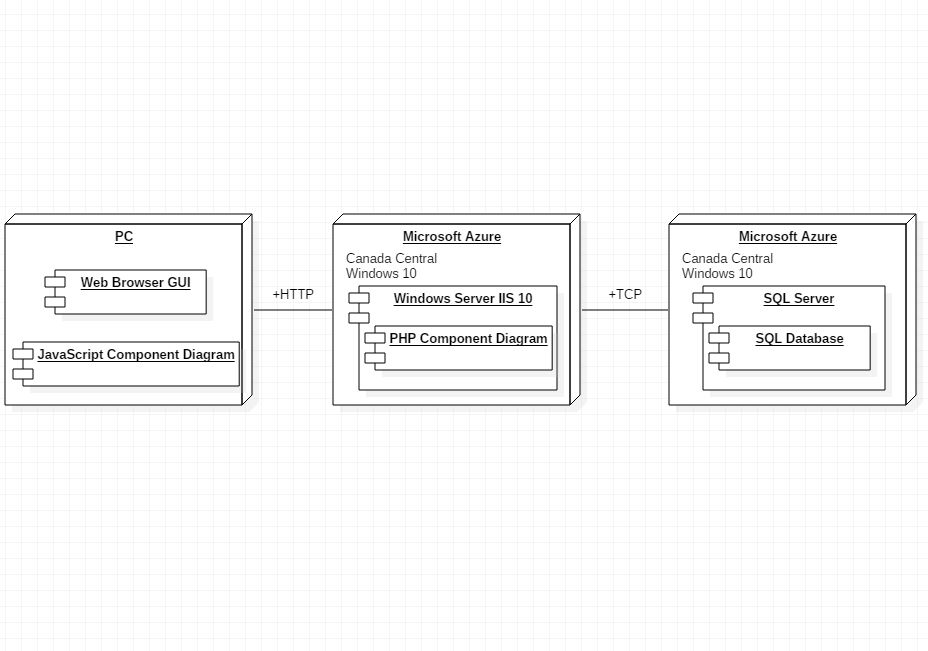 PC
Web Browser GUI
JavaScript Component Diagram
+HTTP
Microsoft Azure
Canada Central
Windows 10
Windows Server IIS 10
PHP Component Diagram
+TCP
Microsoft Azure
Canada Central
Windows 10
SQL Server
SQL Database